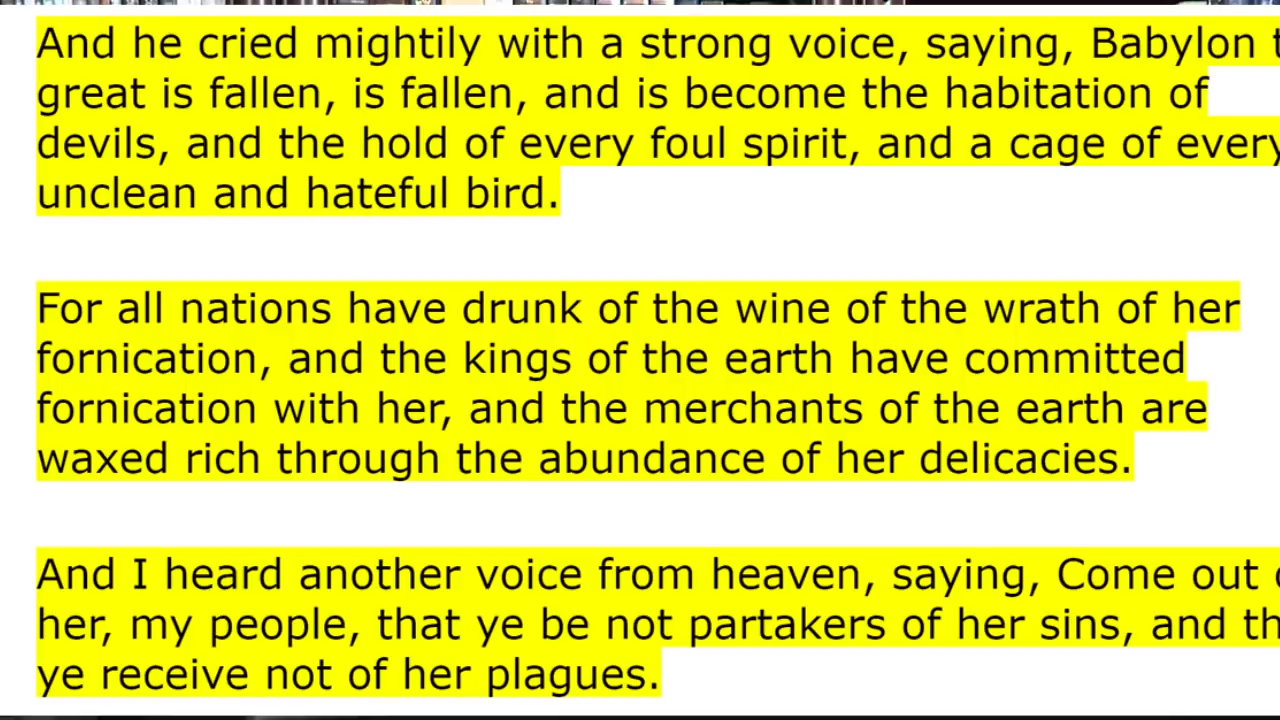 And he cried mightily with a strong voice, saying, Babylon
great is fallen, is fallen, and is become the habitation of
devils, and the hold of every foul spirit, and a cage of every
unclean and hateful bird.
For all nations have drunk of the wine of the wrath of her
fornication, and the kings of the earth have committed
fornication with her, and the merchants of the earth are
waxed rich through the abundance of her delicacies.
And I heard another voice from heaven, saying, Come out
her, my people, that ye be not partakers of her sins, and
ye receive not of her plagues.